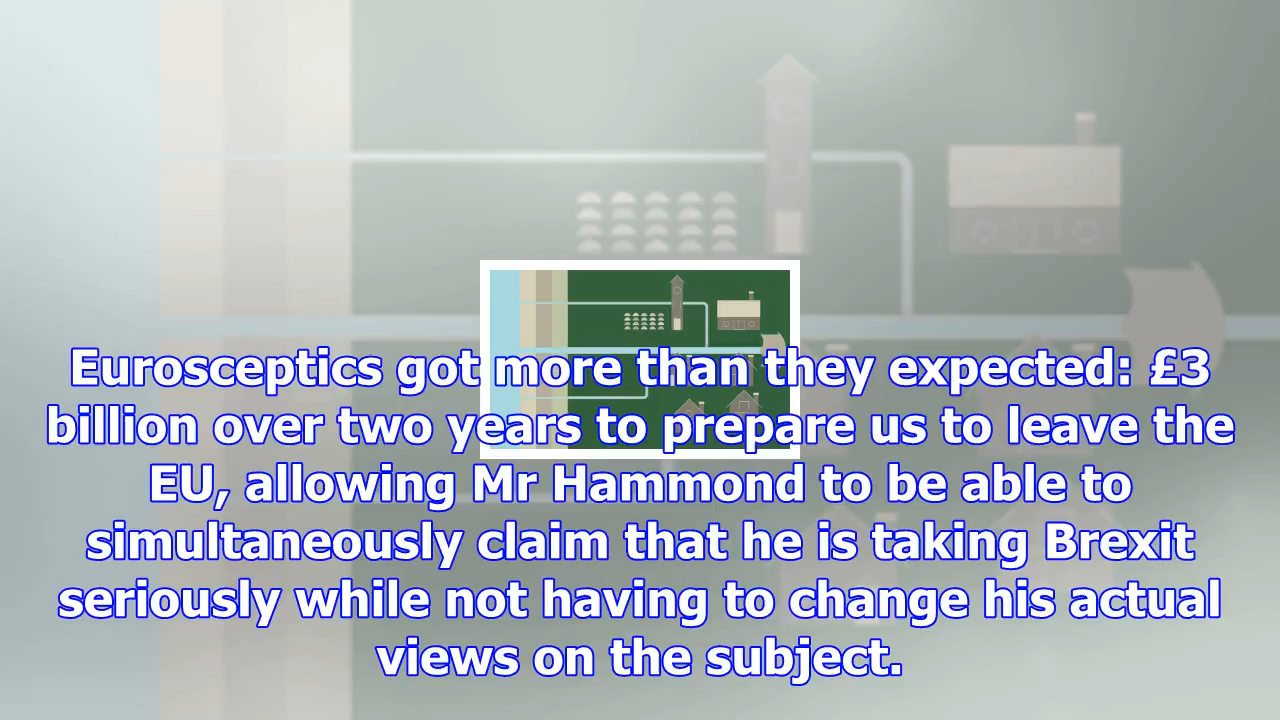 Eurosceptics got more than they expected: £3
billion over two years to prepare us to leave the
EU, allowing Mr Hammond to be able to
simultaneously claim that he is taking Brexit
seriously while not having to change his actual
views on the subject.